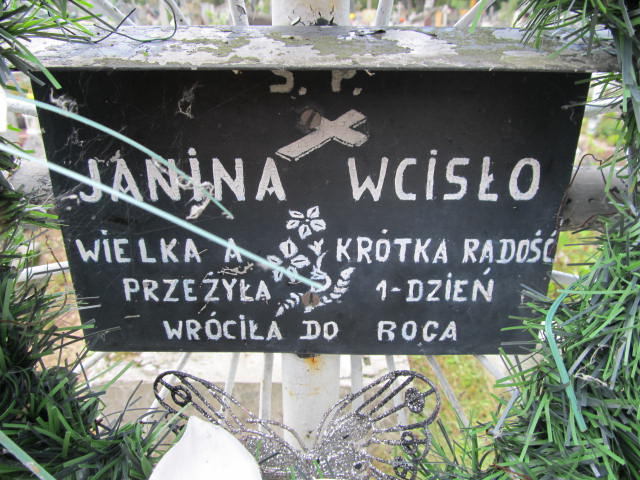 Ś. P.
JANINA WCISŁO
WIELKA A KRÓTKA RADOŚĆ
PRZEŻYŁA 1-DZIEŃ
WRÓCIŁA DO BOGA